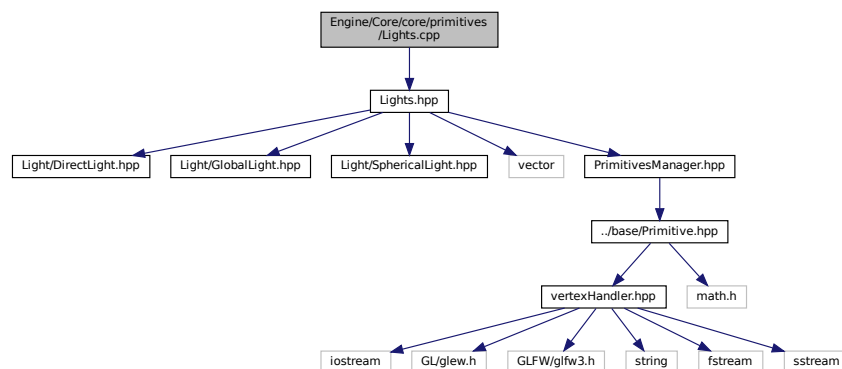 Engine/Core/core/primitives
/Lights.cpp
Lights.hpp
Light/DirectLight.hpp
Light/GlobalLight.hpp
Light/SphericalLight.hpp
vector
PrimitivesManager.hpp
../base/Primitive.hpp
vertexHandler.hpp
math.h
iostream
GL/glew.h
GLFW/glfw3.h
string
fstream
sstream